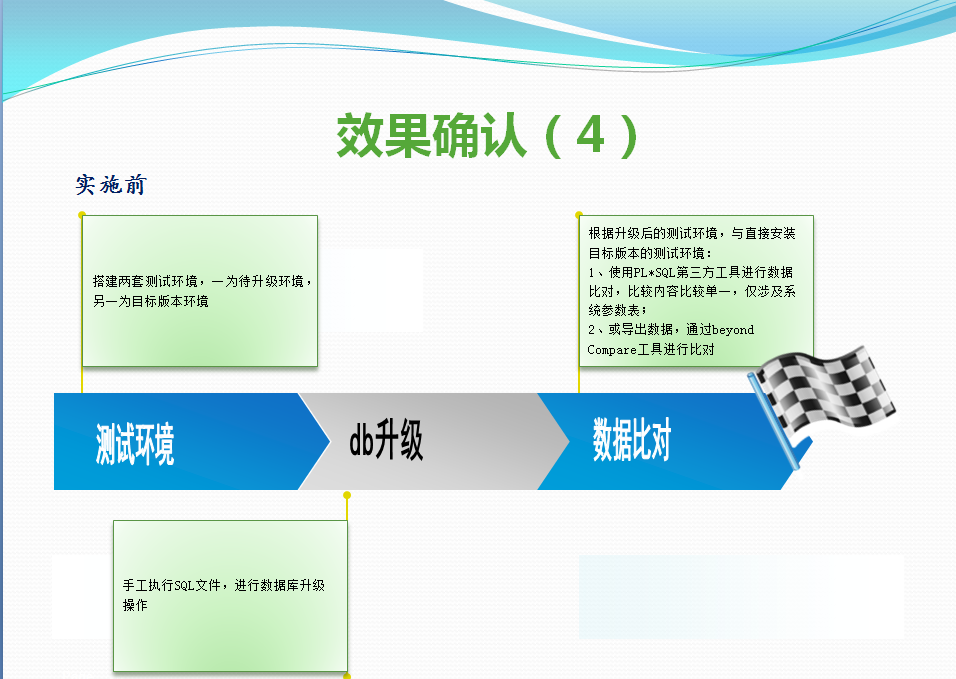 效果确认（4）
实施前
搭建两套测试环境，一为待升级环境，
另一为目标版本环境
根据升级后的测试环境，与直接安装
目标版本的测试环境：
1、使用PL*SQL第三方工具进行数据
比对，比较内容比较单一，仅涉及系
统参数表；
2、或导出数据，通过beyond
Compare工具进行比对
测试环境
db升级
数据比对
手工执行SQL文件，进行数据库升级
操作